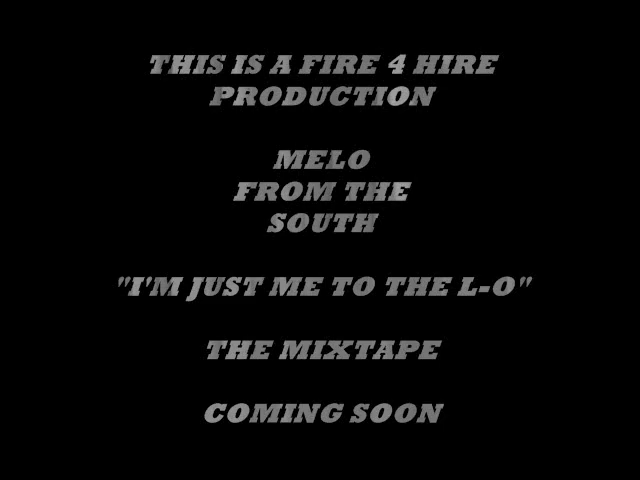 THIS IS A FIRE 4 HIRE
PRODUCTION
MELO
FROM THE
SOUTH
"I'M JUST ME TO THE L-O"
THE MIXTAPE
COMING SOON